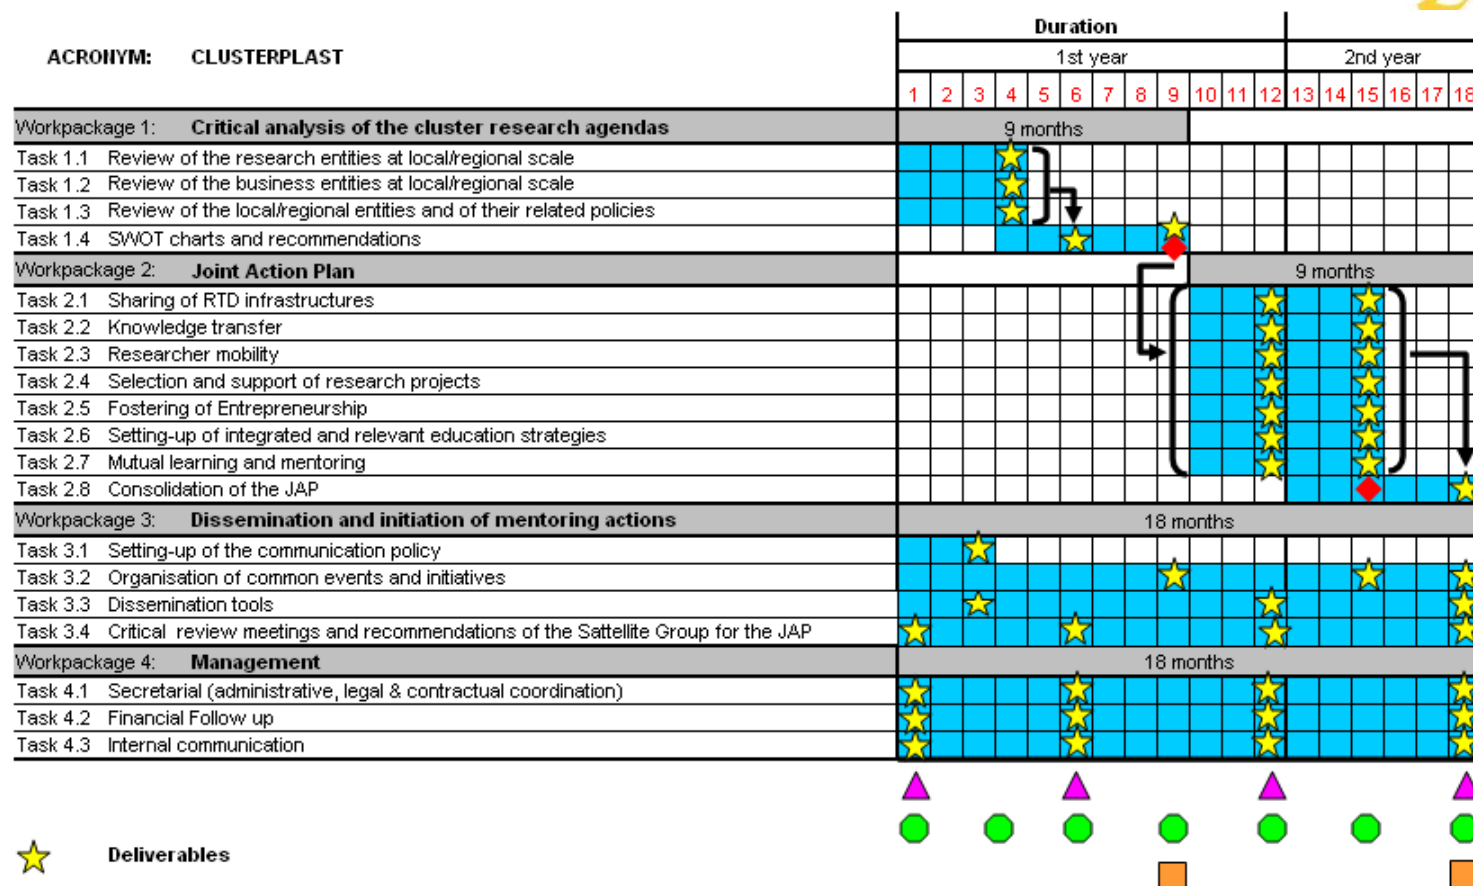 Duration
ACRONYM: CLUSTERPLAST 1st year 2nd year
1 2 3 4 5 6 7 8 9 10 11 12 13 14 15 16 17 18
Workpackage 1: Critical analysis of the cluster research agendas 9 months
Task 1.1 Review of the research entities at local/regional scale
Task 1.2 Review of the business entities at local/regional scale
Task 1.3 Review of the local/regional entities and of their related policies
Task 1.4 SWOT charts and recommendations
Workpackage 2: Joint Action Plan 9 months
Task 2.1 Sharing of RTD infrastructures
Task 2.2 Knowledge transfer
Task 2.3 Researcher mobility
Task 2.4 Selection and support of research projects
Task 2.5 Fostering of Entrepreneurship
Task 2.6 Setting-up of integrated and relevant education strategies
Task 2.7 Mutual learning and mentoring
Task 2.8 Consolidation of the JAP
Workpackage 3: Dissemination and initiation of mentoring actions 18 months
Task 3.1 Setting-up of the communication policy
Task 3.2 Organisation of common events and initiatives
Task 3.3 Dissemination tools
Task 3.4 Critical review meetings and recommendations of the Sattellite Group for the JAP
Workpackage 4: Management 18 months
Task 4.1 Secretarial (administrative, legal & contractual coordination)
Task 4.2 Financial Follow up
Task 4.3 Internal communication
Deliverables